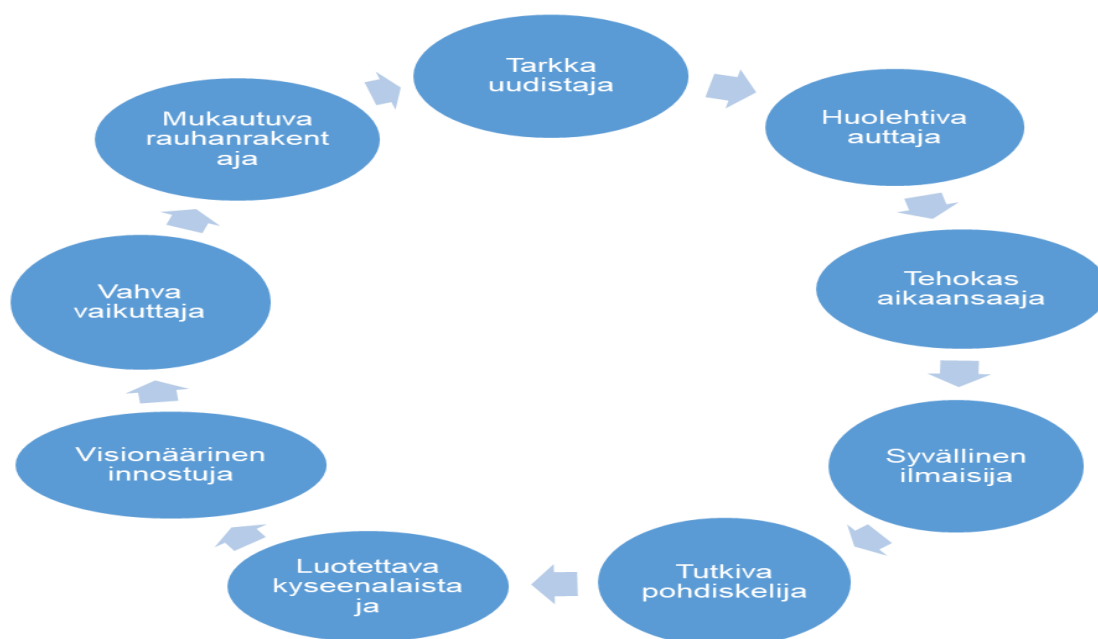 Tarkka
uudistaja
Huolehtiva
auttaja
Tehokas
aikaansaaja
Syvällinen
ilmaisija
Tutkiva
pohdiskelija
Luotettava
kyseenalaista
ja
Visionäärinen
innostuja
Vahva
vaikuttaja
Mukautuva
rauhanrakent
aja